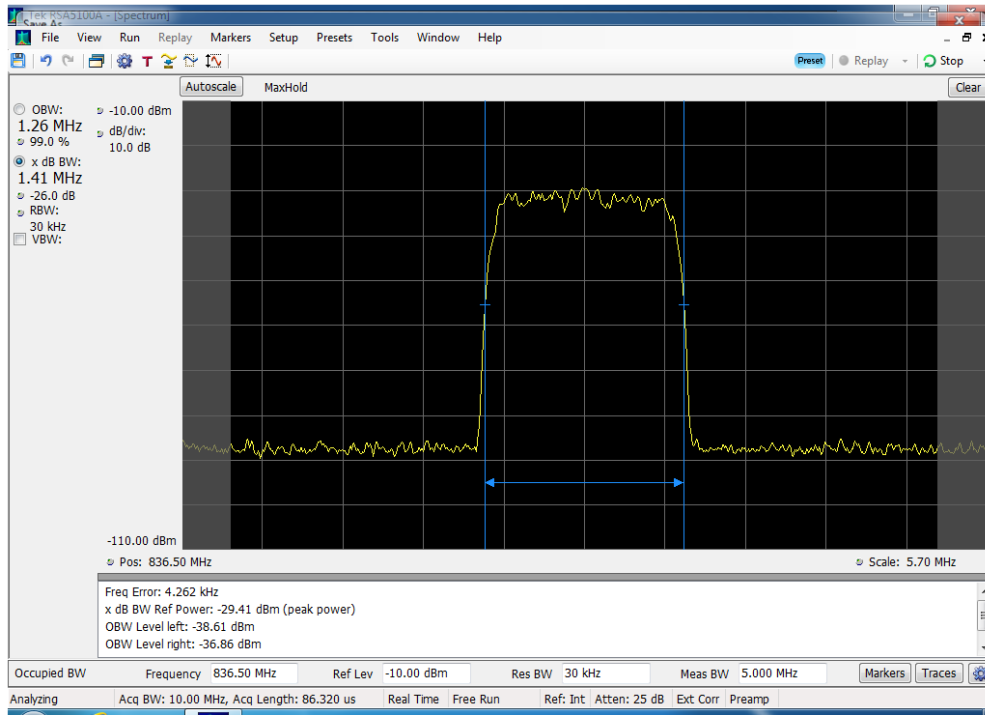 Tek RSA5100A - [Spectrum]
Save As
File View Run Replay Markers Setup Presets Tools Window Help
T Preset Replay Stop
Autoscale MaxHold Clear
OBW:
1.26 MHz
99.0 %
x dB BW:
1.41 MHz
-26.0 dB
RBW:
30 kHz
VBW:
-10.00 dBm
dB/div:
10.0 dB
-110.00 dBm
Pos: 836.50 MHz Scale: 5.70 MHz
Freq Error: 4.262 kHz
x dB BW Ref Power: -29.41 dBm (peak power)
OBW Level left: -38.61 dBm
OBW Level right: -36.86 dBm
Occupied BW Frequency 836.50 MHz Ref Lev -10.00 dBm Res BW 30 kHz Meas BW 5.000 MHz Markers Traces
Analyzing Acq BW: 10.00 MHz, Acq Length: 86.320 us Real Time Free Run Ref: Int Atten: 25 dB Ext Corr Preamp